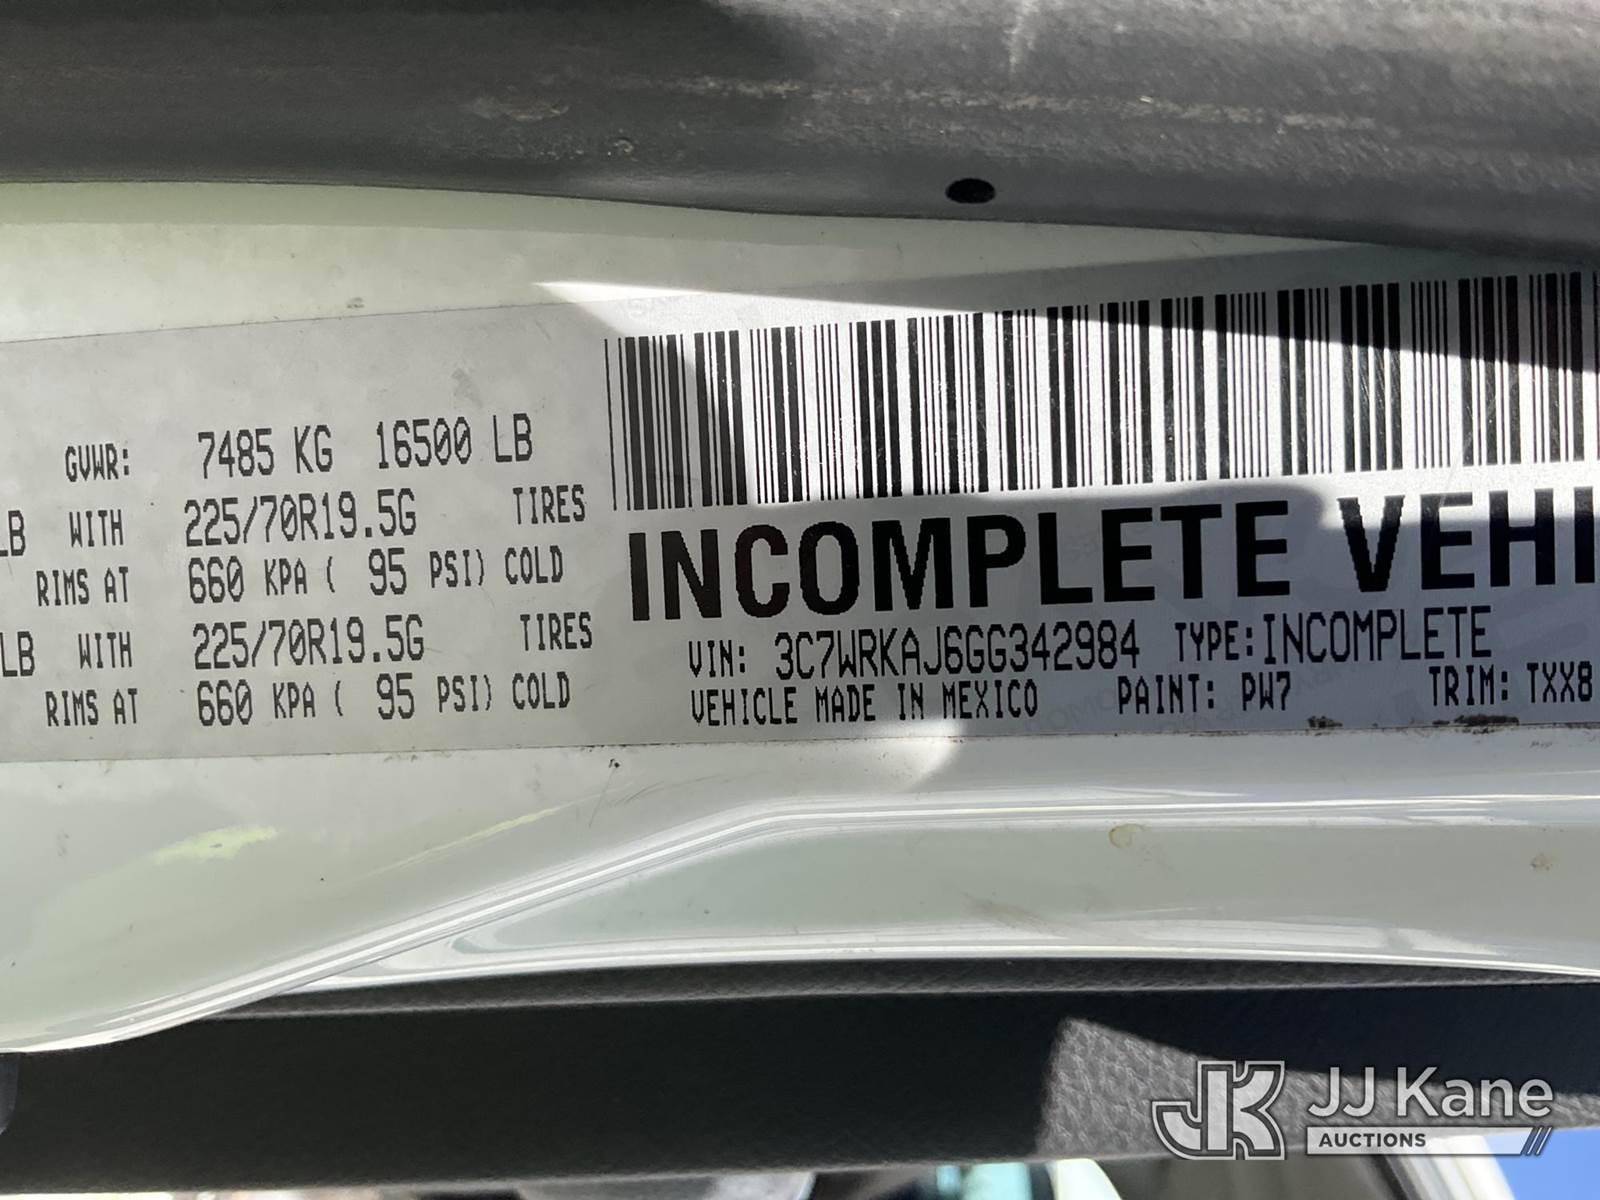 GVWR: 7485 KG 16500 LB
LB WITH 225/70R19.5G TIRES
RIMS AT 660 KPA ( 95 PSI) COLD
LB WITH 225/70R19.5G TIRES
RIMS AT 660 KPA ( 95 PSI) COLD
INCOMPLETE VEHI
VIN: 3C7WRKAJ6GG342984 TYPE: INCOMPLETE
VEHICLE MADE IN MEXICO PAINT: PW7 TRIM: TXX8
JK JJ Kane
AUCTIONS